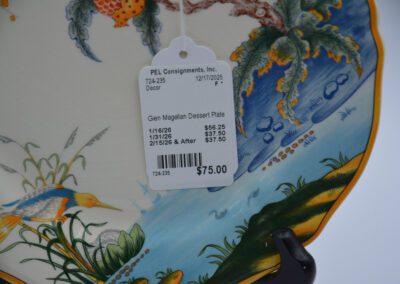 PEL Consignments, Inc.
724-235 12/17/2025
Decor F *
Gien Magellan Dessert Plate
1/16/26 $56.25
1/31/26 $37.50
2/15/26 & After $37.50
724-235 $75.00